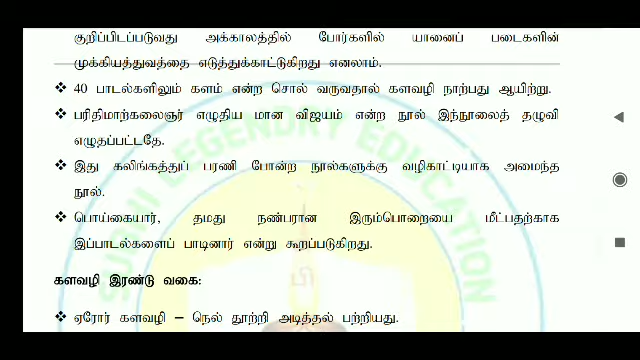 குறிப்பிடப்படுவது அக்காலத்தில் போர்களில் யானைப் படைகளின்
முக்கியத்துவத்தை எடுத்துக்காட்டுகிறது எனலாம்.
❖ 40 பாடல்களிலும் களம் என்ற சொல் வருவதால் களவழி நாற்பது ஆயிற்று.
❖ பரிதிமாற்கலைஞர் எழுதிய மான விஜயம் என்ற நூல் இந்நூலைத் தழுவி
எழுதப்பட்டதே.
❖ இது கலிங்கத்துப் பரணி போன்ற நூல்களுக்கு வழிகாட்டியாக அமைந்த
நூல்.
❖ பொய்கையார், தமது நண்பரான இரும்பொறையை மீட்பதற்காக
இப்பாடல்களைப் பாடினார் என்று கூறப்படுகிறது.
களவழி இரண்டு வகை:
❖ ஏரோர் களவழி – நெல் தூற்றி அடித்தல் பற்றியது.
LEGENDRY EDUCATION